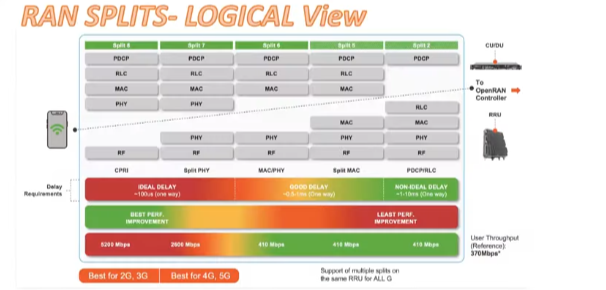 RAN SPLITS- LOGICAL View
Split 8 Split 7 Split 6 Split 5 Split 2
PDCP PDCP PDCP PDCP PDCP
RLC RLC RLC RLC
MAC MAC MAC MAC
PHY PHY
RLC
MAC MAC
PHY PHY PHY PHY
RF RF RF RF RF
CPRI Split PHY MAC/PHY Split MAC PDCP/RLC
CU/DU
To
OpenRAN
Controller
RRU
Delay
Requirements
IDEAL DELAY GOOD DELAY NON-IDEAL DELAY
~100us (one way) (One way) ~1-10ms (One way)
BEST PERF.
IMPROVEMENT
LEAST PERF.
IMPROVEMENT
2600 Mbps 410 Mbps 410 Mbps 410 Mbps
User Throughput
(Reference)
370Mbps*
Best for 2G, 3G Best for 4G, 5G
Support of multiple splits on
the same RRU for ALL G